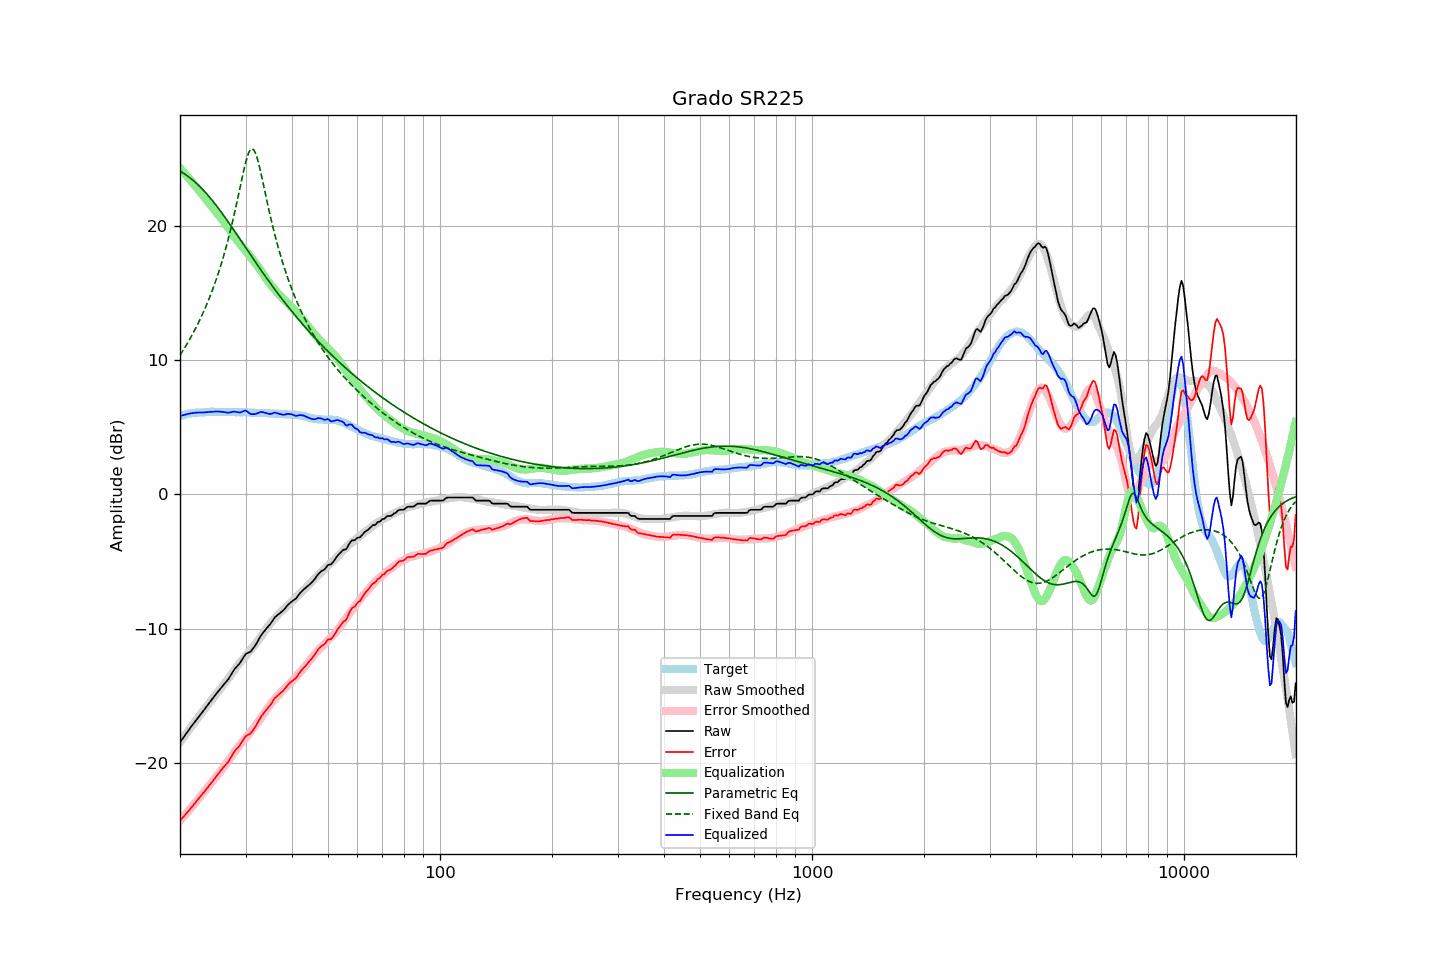 Grado SR225
Amplitude (dBr)
20
10
0
−10
−20
100
1000
10000
Frequency (Hz)
Target
Raw Smoothed
Error Smoothed
Raw
Error
Equalization
Parametric Eq
Fixed Band Eq
Equalized